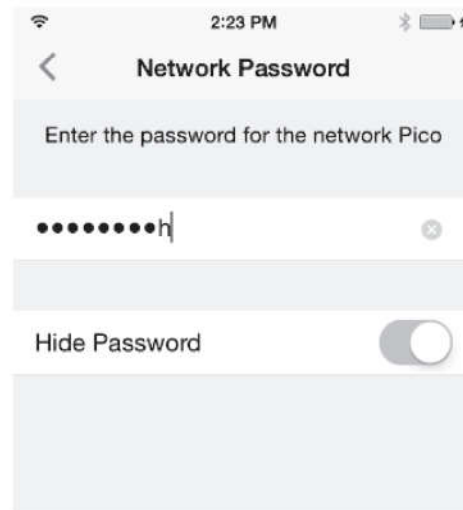 2:23 PM
Network Password
Enter the password for the network Pico
••••••••h
Hide Password